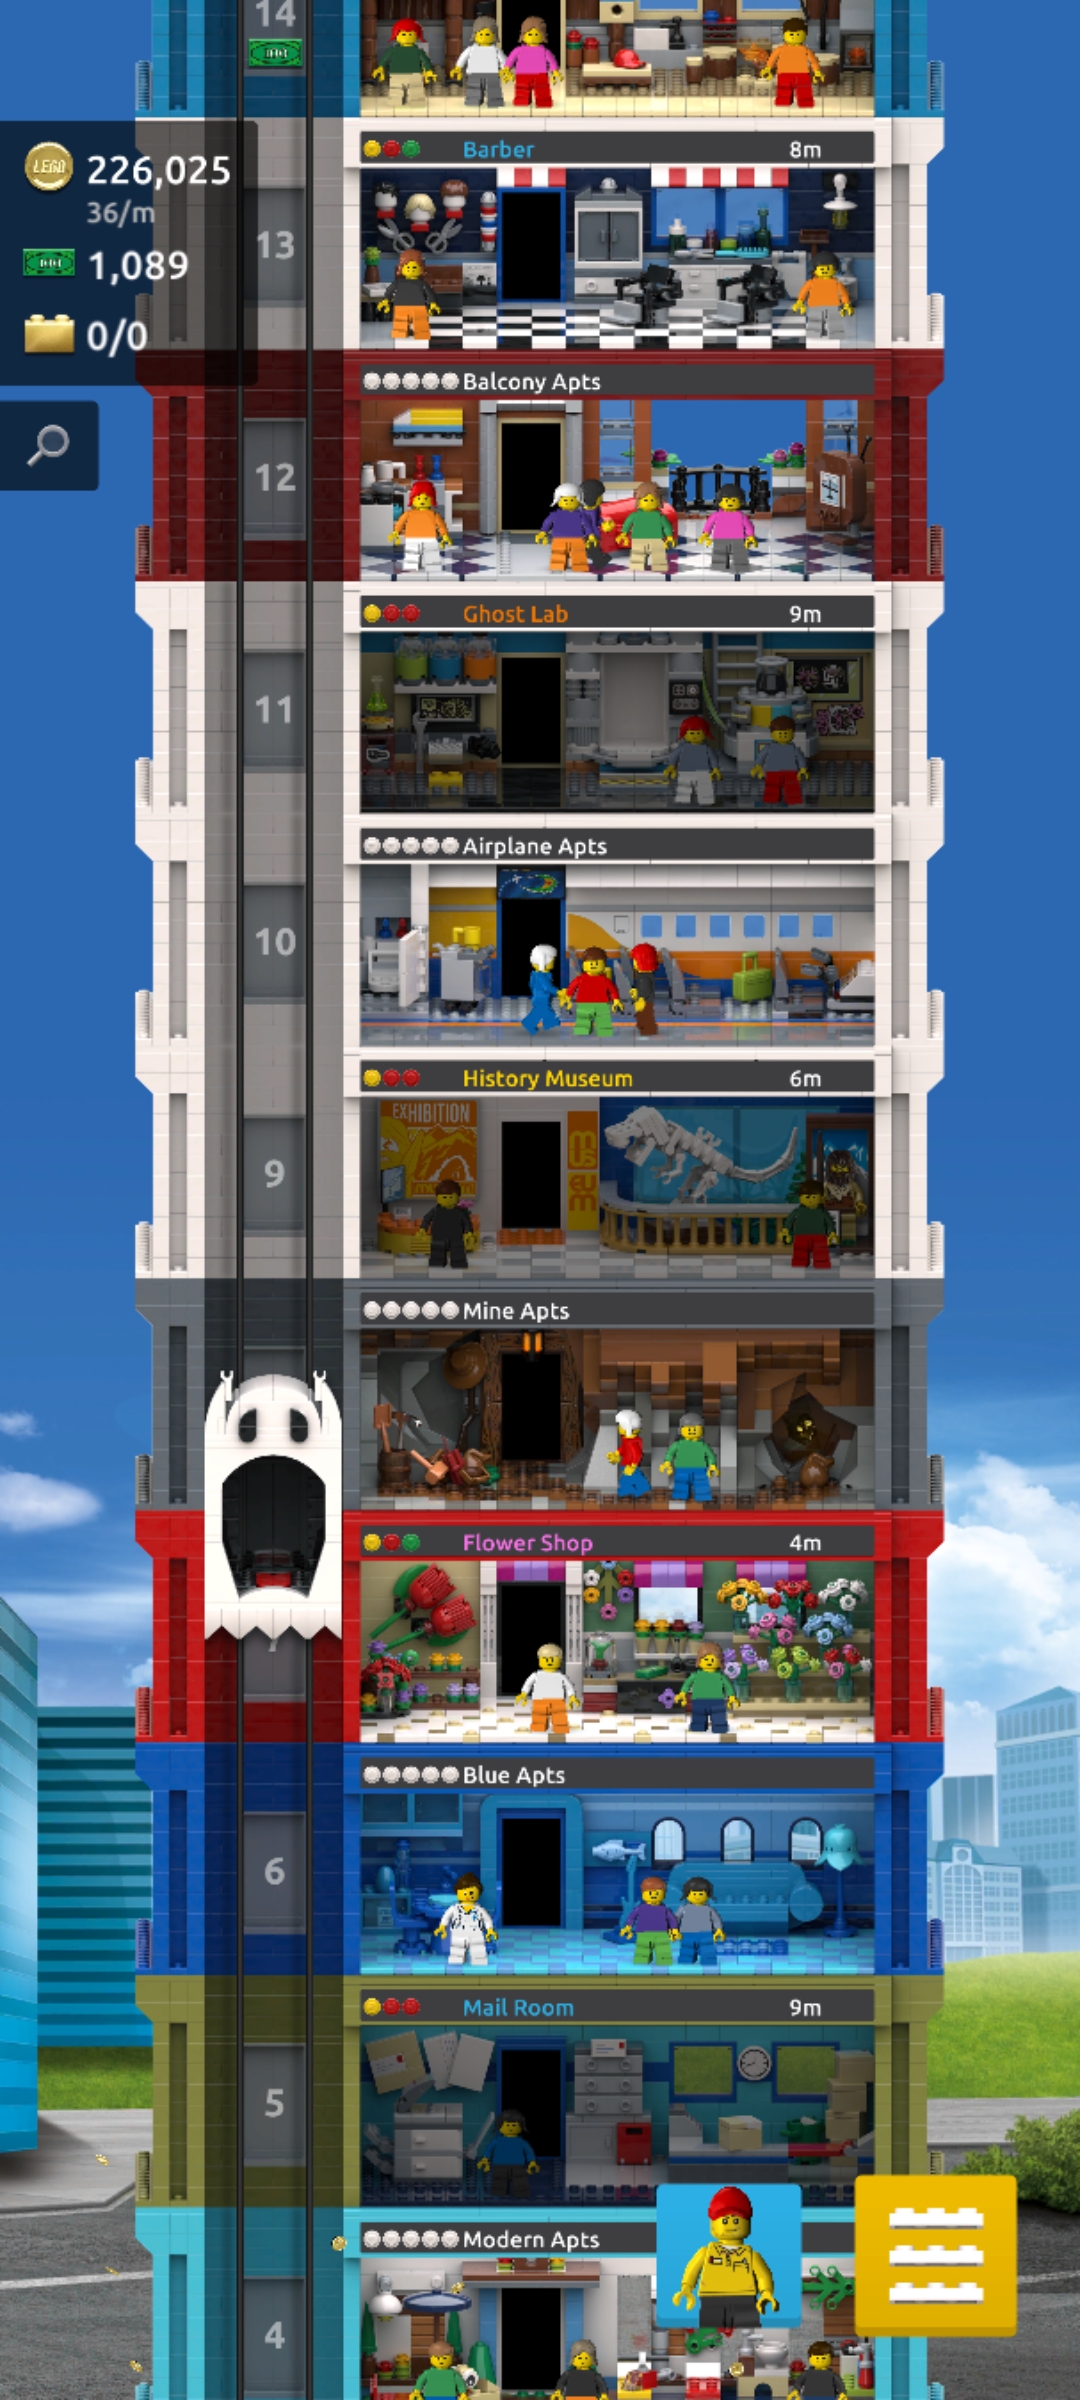 14
LEGO 226,025
36/m
1,089
0/0
Barber 8m
13
Balcony Apts
12
Ghost Lab 9m
11
Airplane Apts
10
History Museum 6m
EXHIBITION
museum
museum
9
Mine Apts
Flower Shop 4m
Blue Apts
6
Mail Room 9m
5
Modern Apts
4